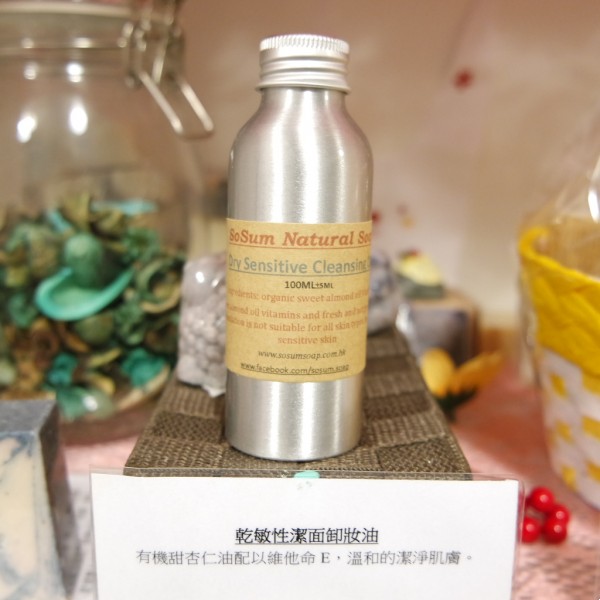 SoSum Natural So
Dry Sensitive Cleansing
100ML±5ML
organic sweet almond oil
oil vitamins and fresh and
is not suitable for all skin
sensitive skin
www.sosumsoap.com.hk
www.facebook.com/sosum.soap
乾敏性潔面卸妝油
有機甜杏仁油配以維他命 E，溫和的潔淨肌膚。